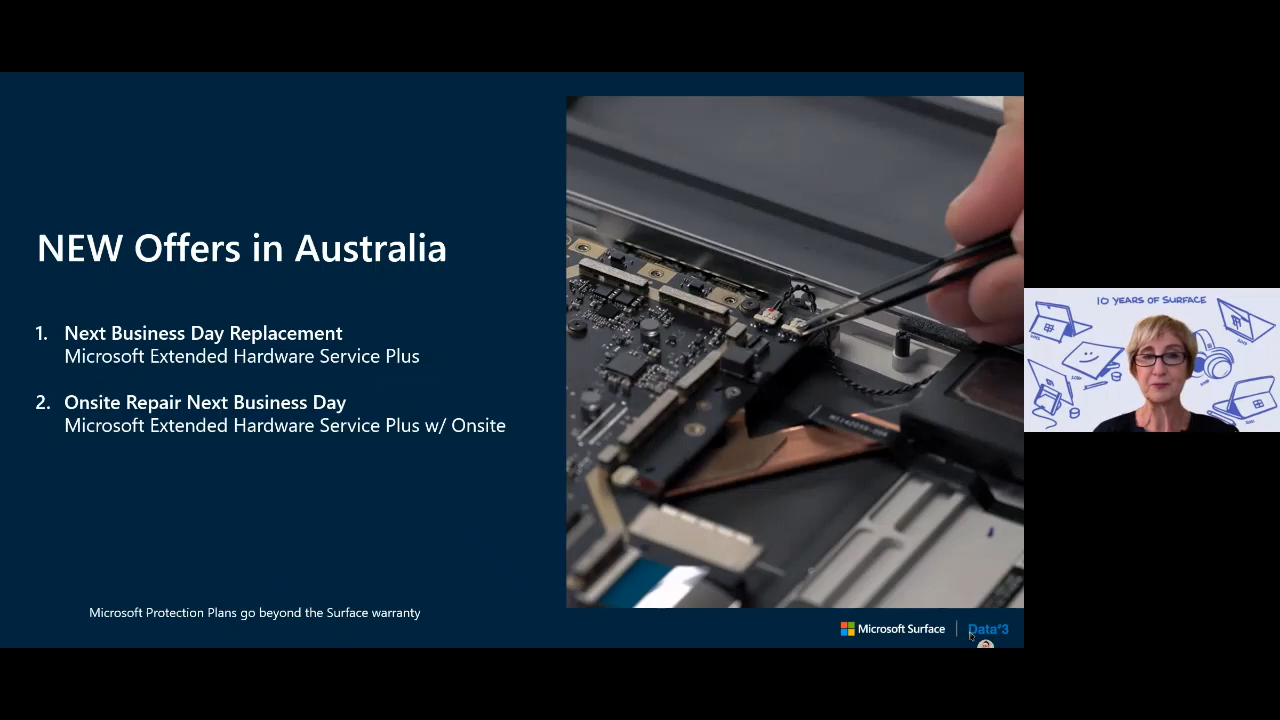 NEW Offers in Australia
1. Next Business Day Replacement
Microsoft Extended Hardware Service Plus
2. Onsite Repair Next Business Day
Microsoft Extended Hardware Service Plus w/ Onsite
Microsoft Protection Plans go beyond the Surface warranty
Microsoft Surface
Data#3
10 YEARS OF SURFACE